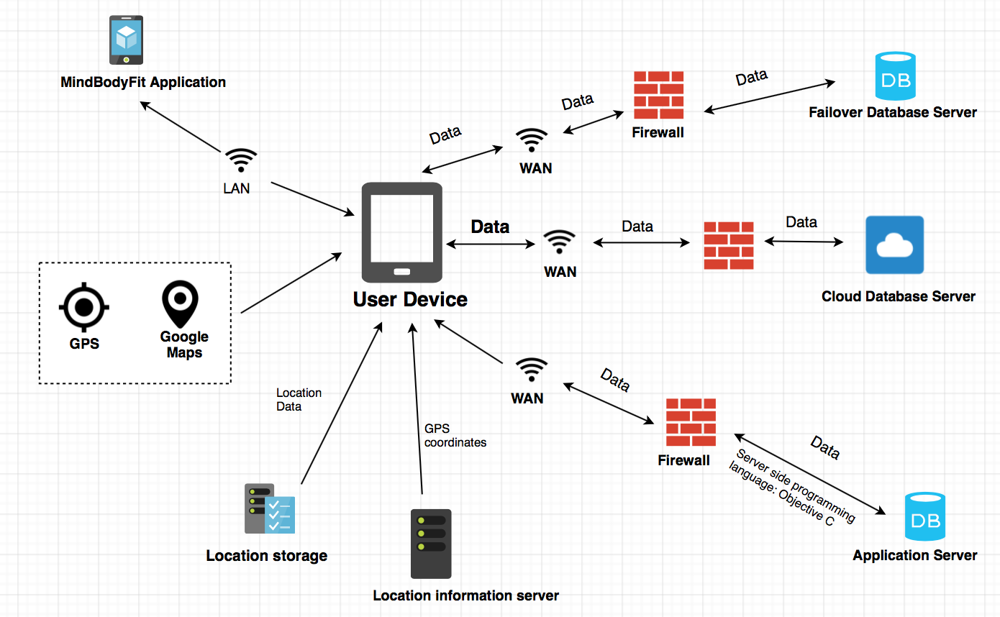 MindBodyFit Application
LAN
Data
WAN
Data
Firewall
Data
DB
Failover Database Server
User Device
Data
WAN
Data
Data
Cloud Database Server
GPS
Google
Maps
Location
Data
GPS
coordinates
WAN
Data
Firewall
Data
Server side programming
language: Objective C
DB
Application Server
Location storage
Location information server